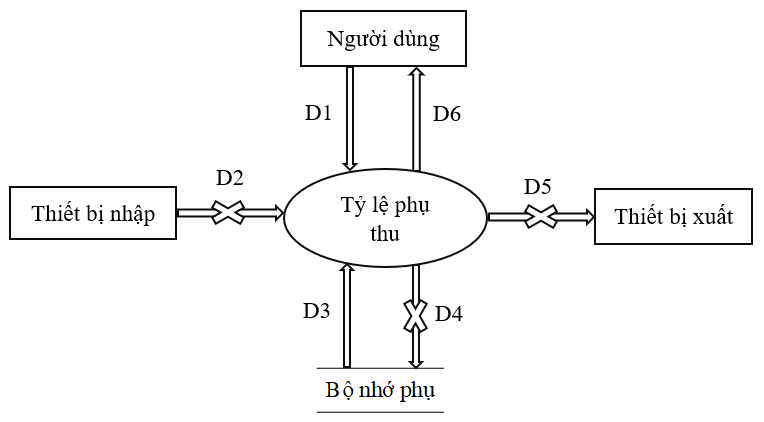 Người dùng
D1
D6
D2
D5
Thiết bị nhập
Tỷ lệ phụ
thu
Thiết bị xuất
D3
D4
Bộ nhớ phụ